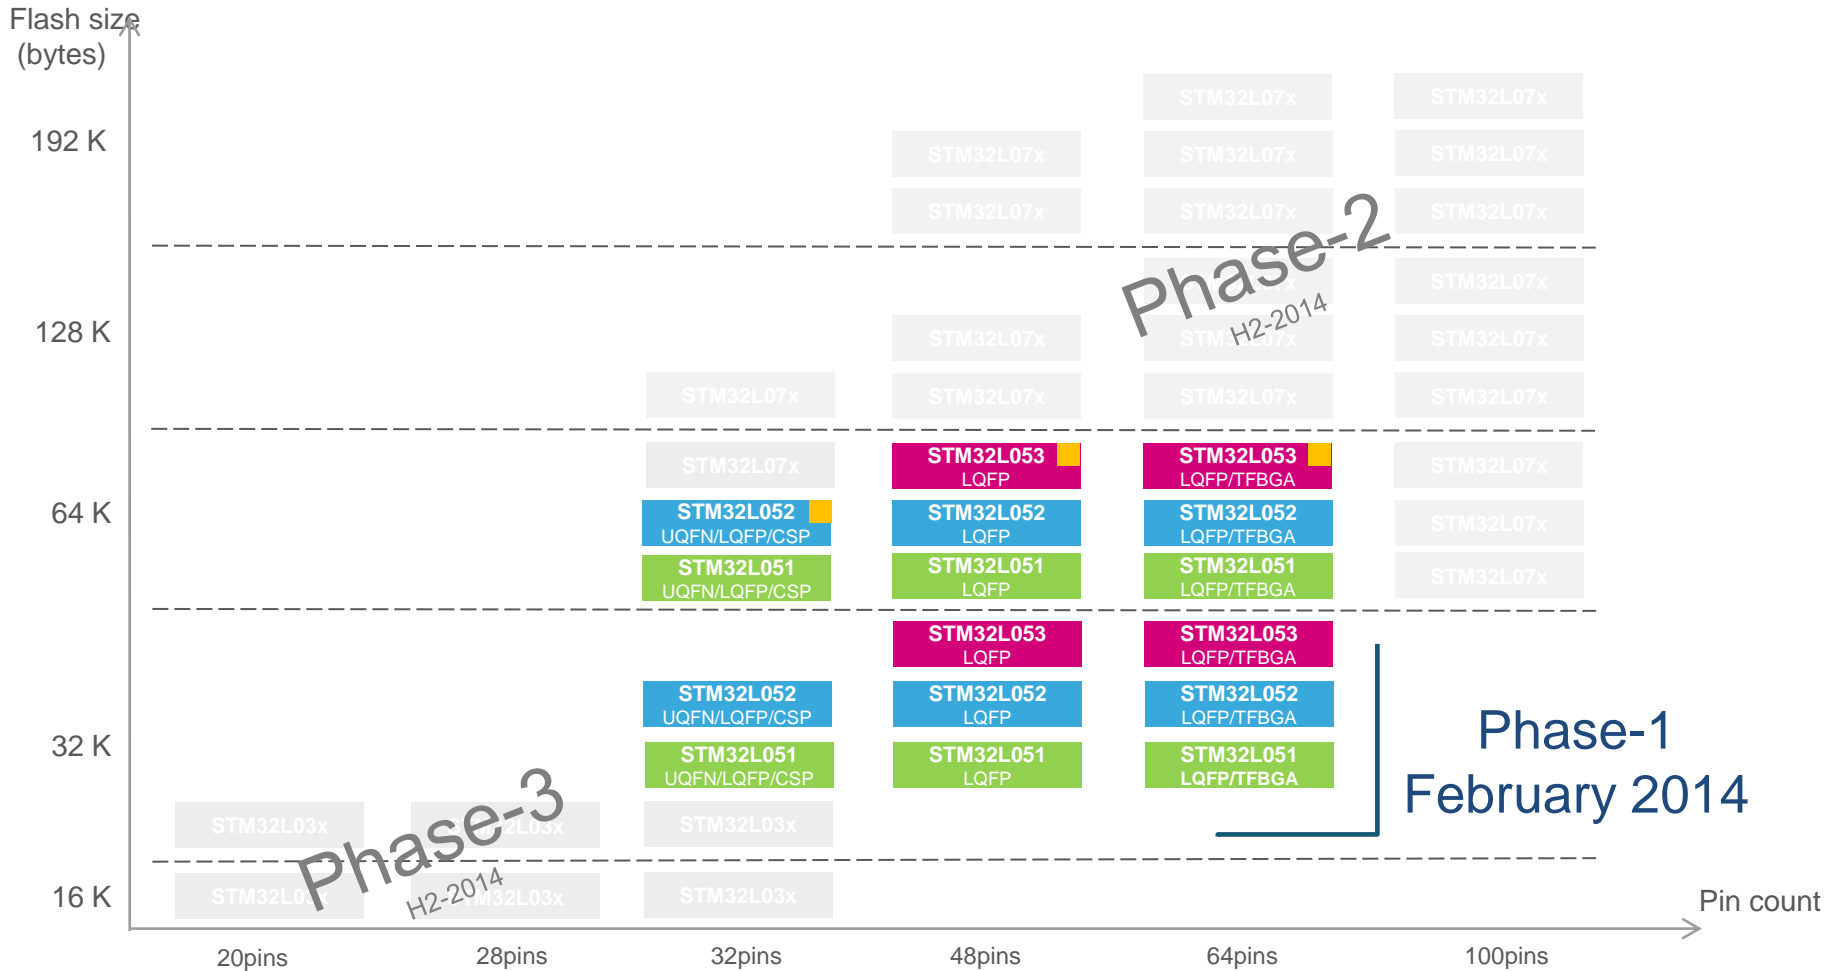 Flash size
(bytes)
STM32L07x STM32L07x
192 K
STM32L07x STM32L07x STM32L07x
STM32L07x STM32L07x STM32L07x
Phase-2
H2-2014
STM32L07x STM32L07x
128 K
STM32L07x STM32L07x STM32L07x
STM32L07x STM32L07x STM32L07x STM32L07x
STM32L07x
STM32L053
LQFP
STM32L053
LQFP/TFBGA
STM32L07x
64 K
STM32L052
UQFN/LQFP/CSP
STM32L052
LQFP
STM32L052
LQFP/TFBGA
STM32L07x
STM32L051
UQFN/LQFP/CSP
STM32L051
LQFP
STM32L051
LQFP/TFBGA
STM32L07x
STM32L053
LQFP
STM32L053
LQFP/TFBGA
STM32L052
UQFN/LQFP/CSP
STM32L052
LQFP
STM32L052
LQFP/TFBGA
32 K
STM32L051
UQFN/LQFP/CSP
STM32L051
LQFP
STM32L051
LQFP/TFBGA
Phase-1
February 2014
STM32L03x STM32L03x STM32L03x
Phase-3
H2-2014
16 K
STM32L03x STM32L03x STM32L03x
Pin count
20pins 28pins 32pins 48pins 64pins 100pins